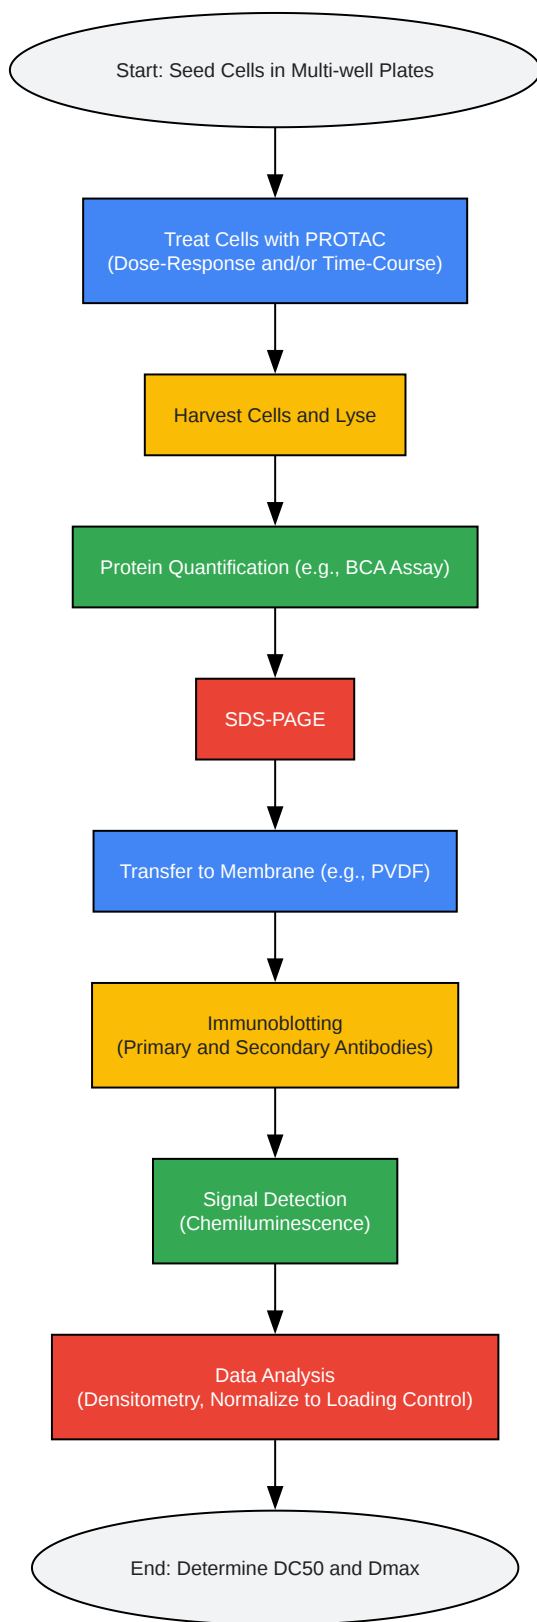 Start: Seed Cells in Multi-well Plates
Treat Cells with PROTAC
(Dose-Response and/or Time-Course)
Harvest Cells and Lyse
Protein Quantification (e.g., BCA Assay)
SDS-PAGE
Transfer to Membrane (e.g., PVDF)
Immunoblotting
(Primary and Secondary Antibodies)
Signal Detection
(Chemiluminescence)
Data Analysis
(Densitometry, Normalize to Loading Control)
End: Determine DC50 and Dmax